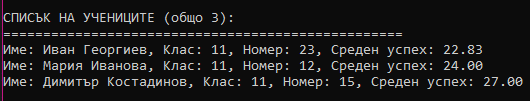 СПИСЪК НА УЧЕНИЦИТЕ (общо 3):
==================================================
Име: Иван Георгиев, Клас: 11, Номер: 23, Среден успех: 22.83
Име: Мария Иванова, Клас: 11, Номер: 12, Среден успех: 24.00
Име: Димитър Костадинов, Клас: 11, Номер: 15, Среден успех: 27.00